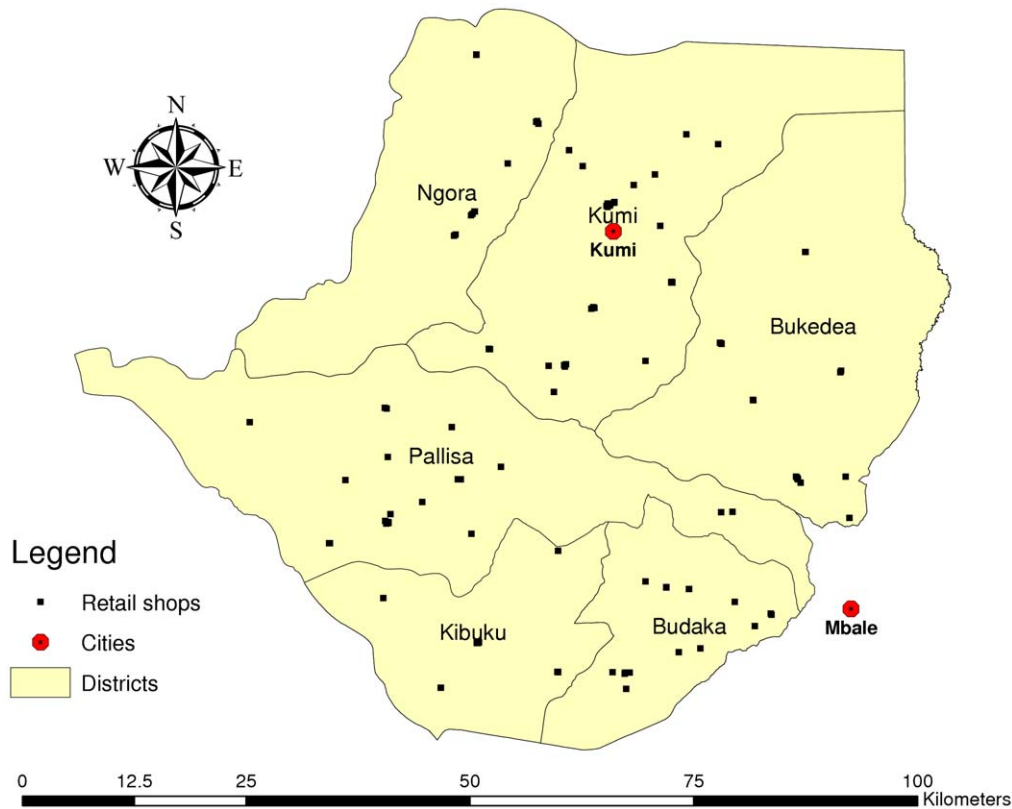 N
W E
S
Ngora
Kumi
Kumi
Bukedea
Pallisa
Kibuku
Budaka
Mbale
Legend
Retail shops
Cities
Districts
0 12.5 25 50 75 100
Kilometers